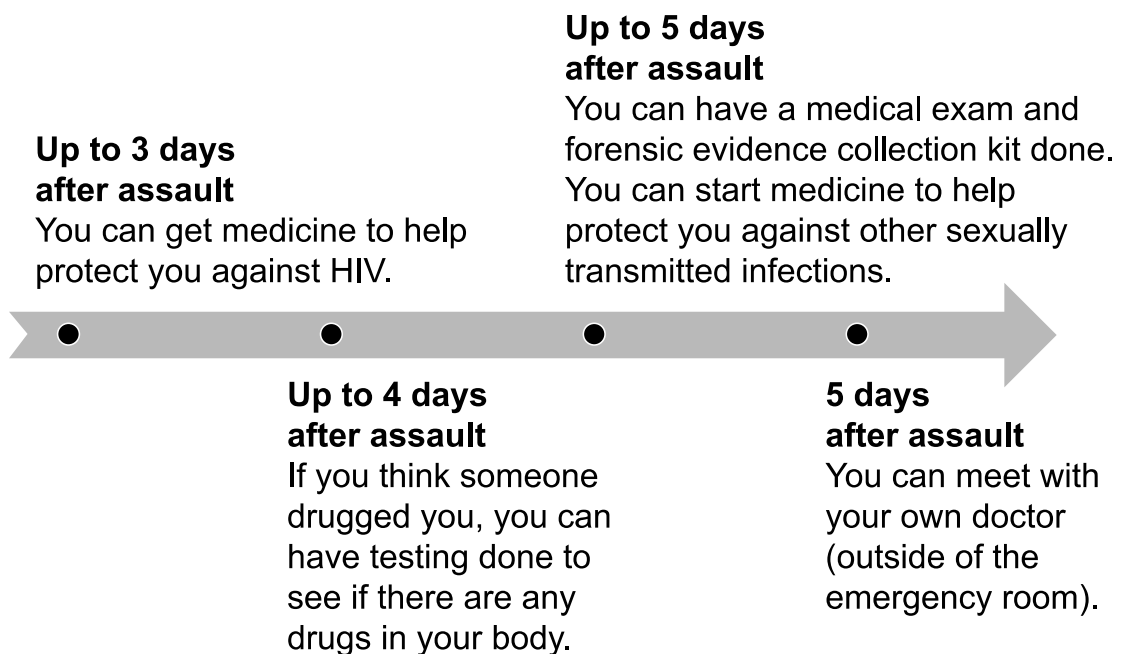 Up to 3 days
after assault
You can get medicine to help
protect you against HIV.
Up to 4 days
after assault
If you think someone
drugged you, you can
have testing done to
see if there are any
drugs in your body.
Up to 5 days
after assault
You can have a medical exam and
forensic evidence collection kit done.
You can start medicine to help
protect you against other sexually
transmitted infections.
5 days
after assault
You can meet with
your own doctor
(outside of the
emergency room).